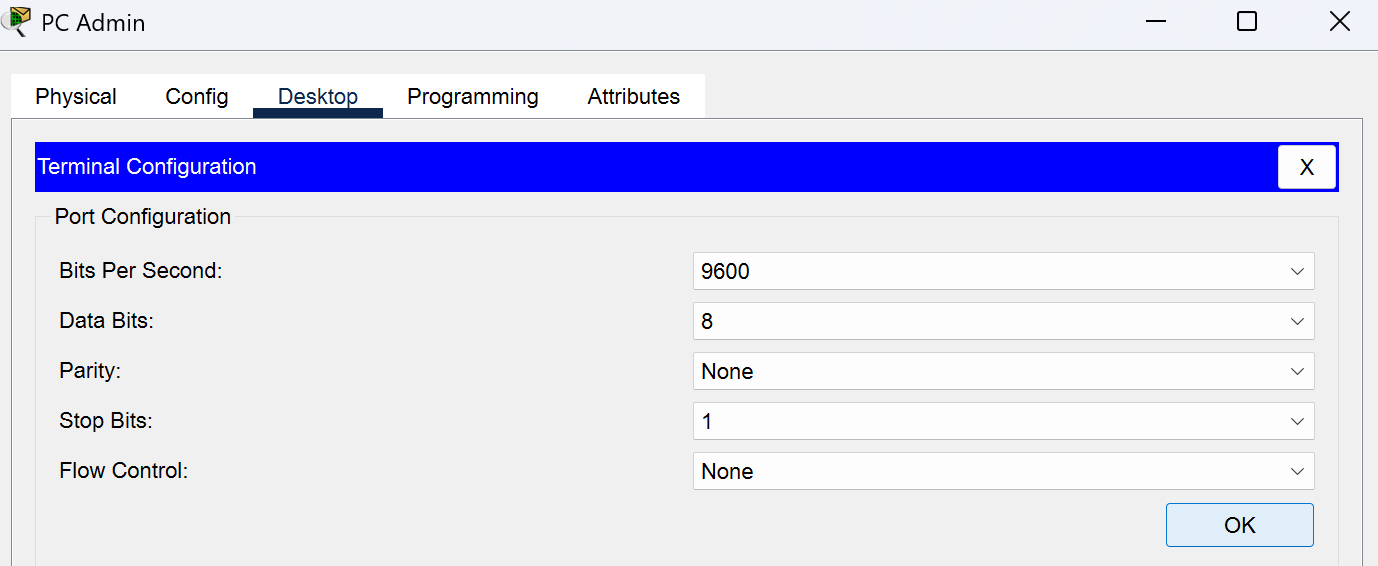 PC Admin
Physical Config Desktop Programming Attributes
Terminal Configuration X
Port Configuration
Bits Per Second: 9600
Data Bits: 8
Parity: None
Stop Bits: 1
Flow Control: None
OK